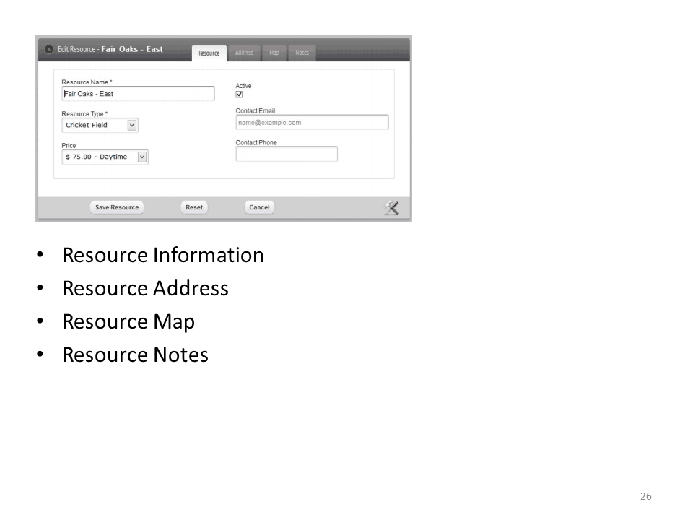 Edit Resource - Fair Oaks - East
Resource Address Map Notes
Resource Name *
Fair Oaks - East
Active
Resource Type *
Cricket Field
Contact Email
name@example.com
Price
$ 75.00 - Daytime
Contact Phone
Save Resource Reset Cancel
• Resource Information
• Resource Address
• Resource Map
• Resource Notes
26